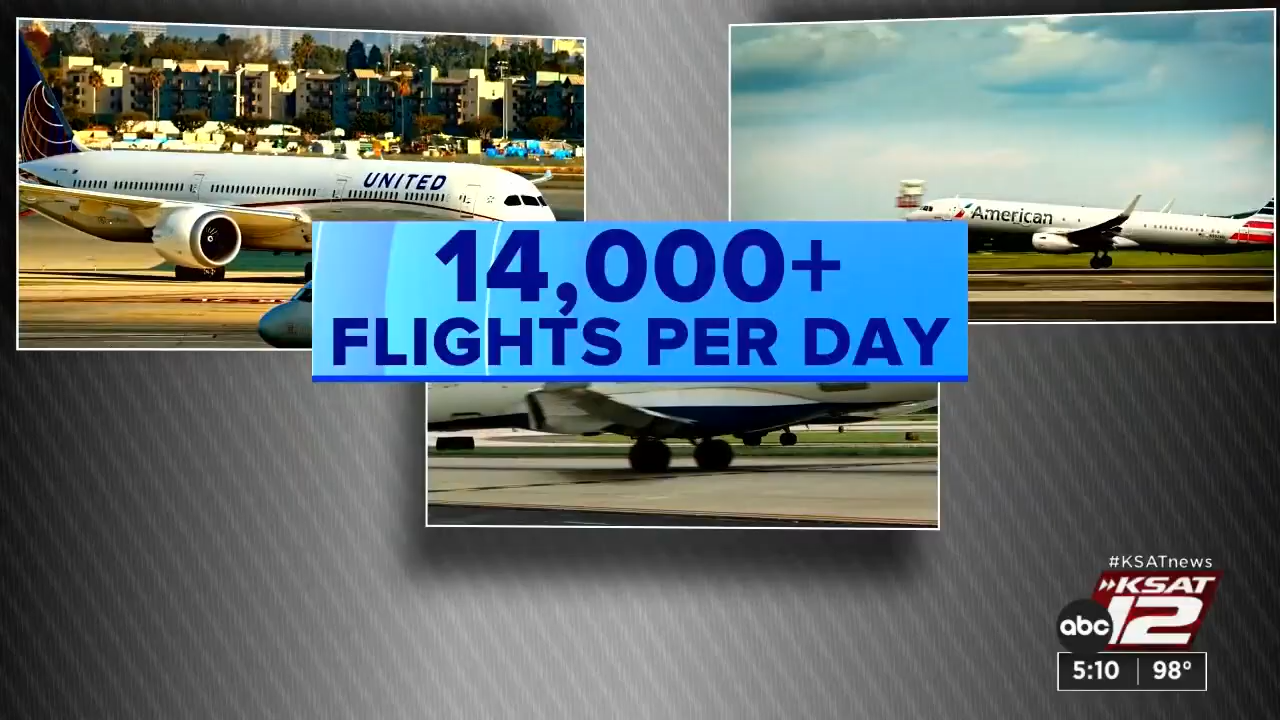 UNITED
American
14,000+
FLIGHTS PER DAY
#KSATnews
KSAT
abc 12
5:10 98°